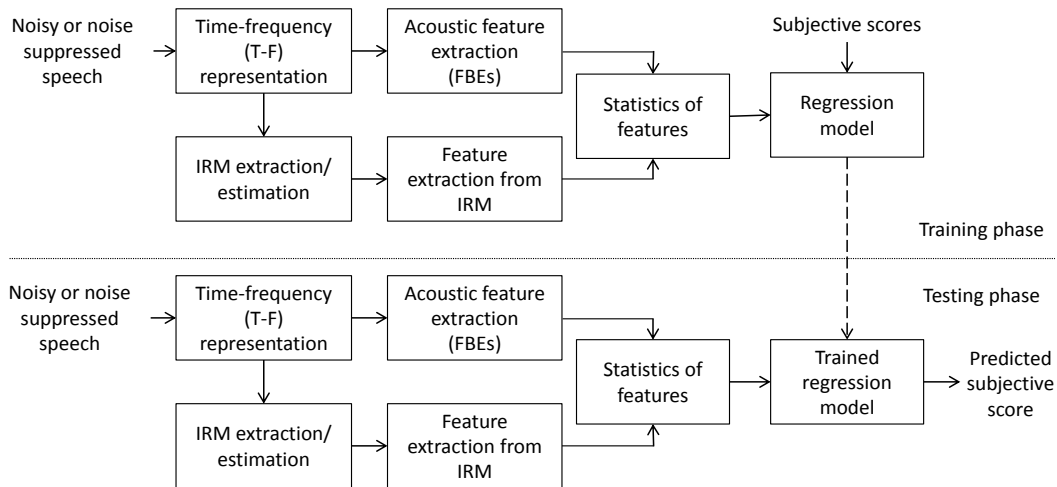 Noisy or noise
suppressed
speech
Time-frequency
(T-F)
representation
Acoustic feature
extraction
(FBEs)
IRM extraction/
estimation
Feature
extraction from
IRM
Statistics of
features
Subjective scores
Regression
model
Training phase
Noisy or noise
suppressed
speech
Time-frequency
(T-F)
representation
Acoustic feature
extraction
(FBEs)
IRM extraction/
estimation
Feature
extraction from
IRM
Statistics of
features
Testing phase
Trained
regression
model
Predicted
subjective
score